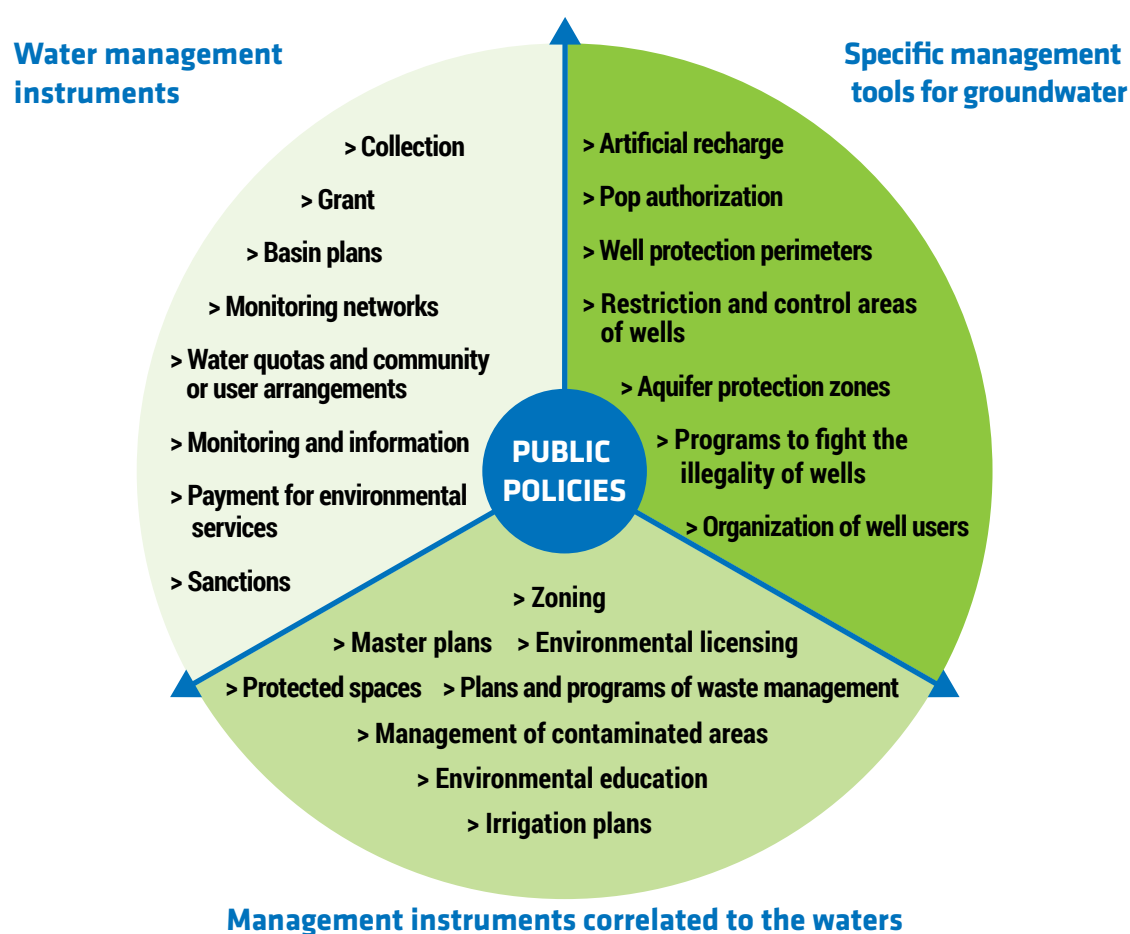 Water management
instruments
> Collection
> Grant
> Basin plans
> Monitoring networks
> Water quotas and community
or user arrangements
> Monitoring and information
> Payment for environmental
services
> Sanctions
Specific management
tools for groundwater
> Artificial recharge
> Pop authorization
> Well protection perimeters
> Restriction and control areas
of wells
> Aquifer protection zones
> Programs to fight the
illegality of wells
> Organization of well users
PUBLIC
POLICIES
> Zoning
> Master plans > Environmental licensing
> Protected spaces > Plans and programs of waste management
> Management of contaminated areas
> Environmental education
> Irrigation plans
Management instruments correlated to the waters